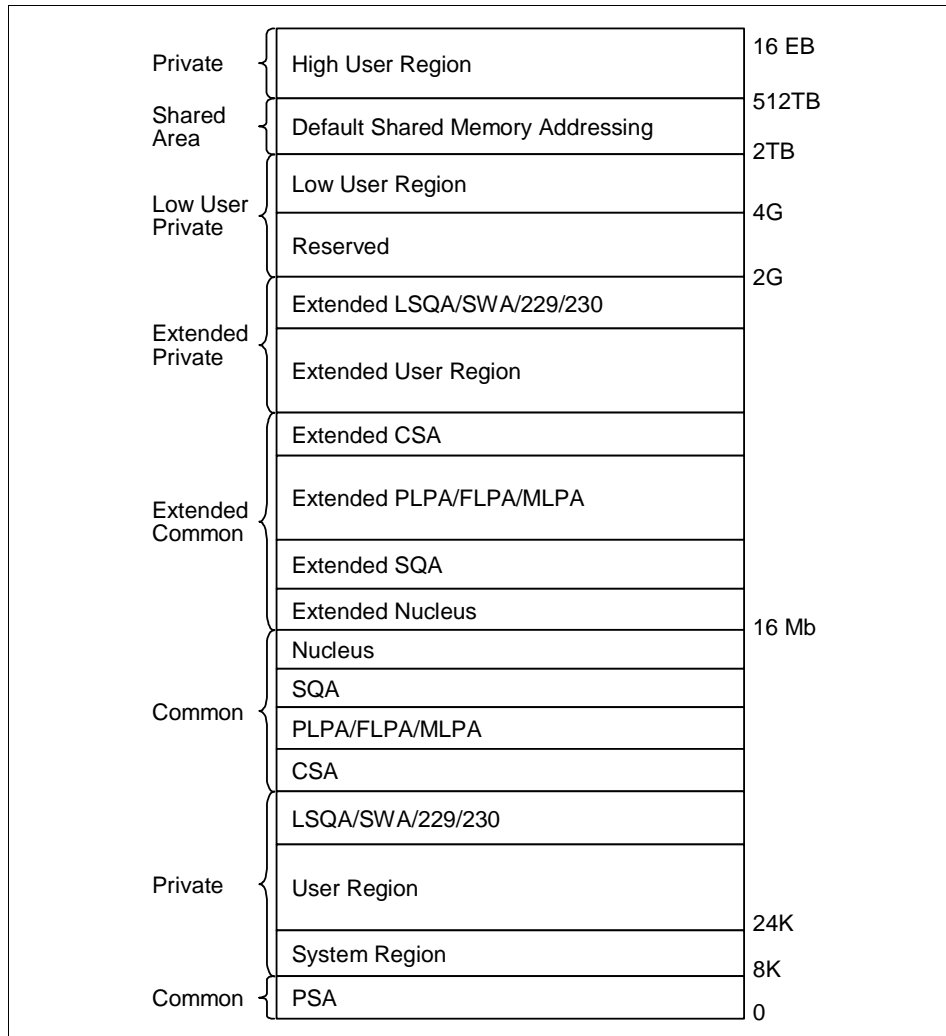 16 EB
Private
High User Region
512TB
Shared
Area
Default Shared Memory Addressing
2TB
Low User
Private
Low User Region
4G
Reserved
2G
Extended LSQA/SWA/229/230
Extended
Private
Extended User Region
Extended CSA
Extended PLPA/FLPA/MLPA
Extended
Common
Extended SQA
Extended Nucleus
16 Mb
Nucleus
SQA
Common
PLPA/FLPA/MLPA
CSA
LSQA/SWA/229/230
Private
User Region
24K
System Region
8K
Common
PSA
0